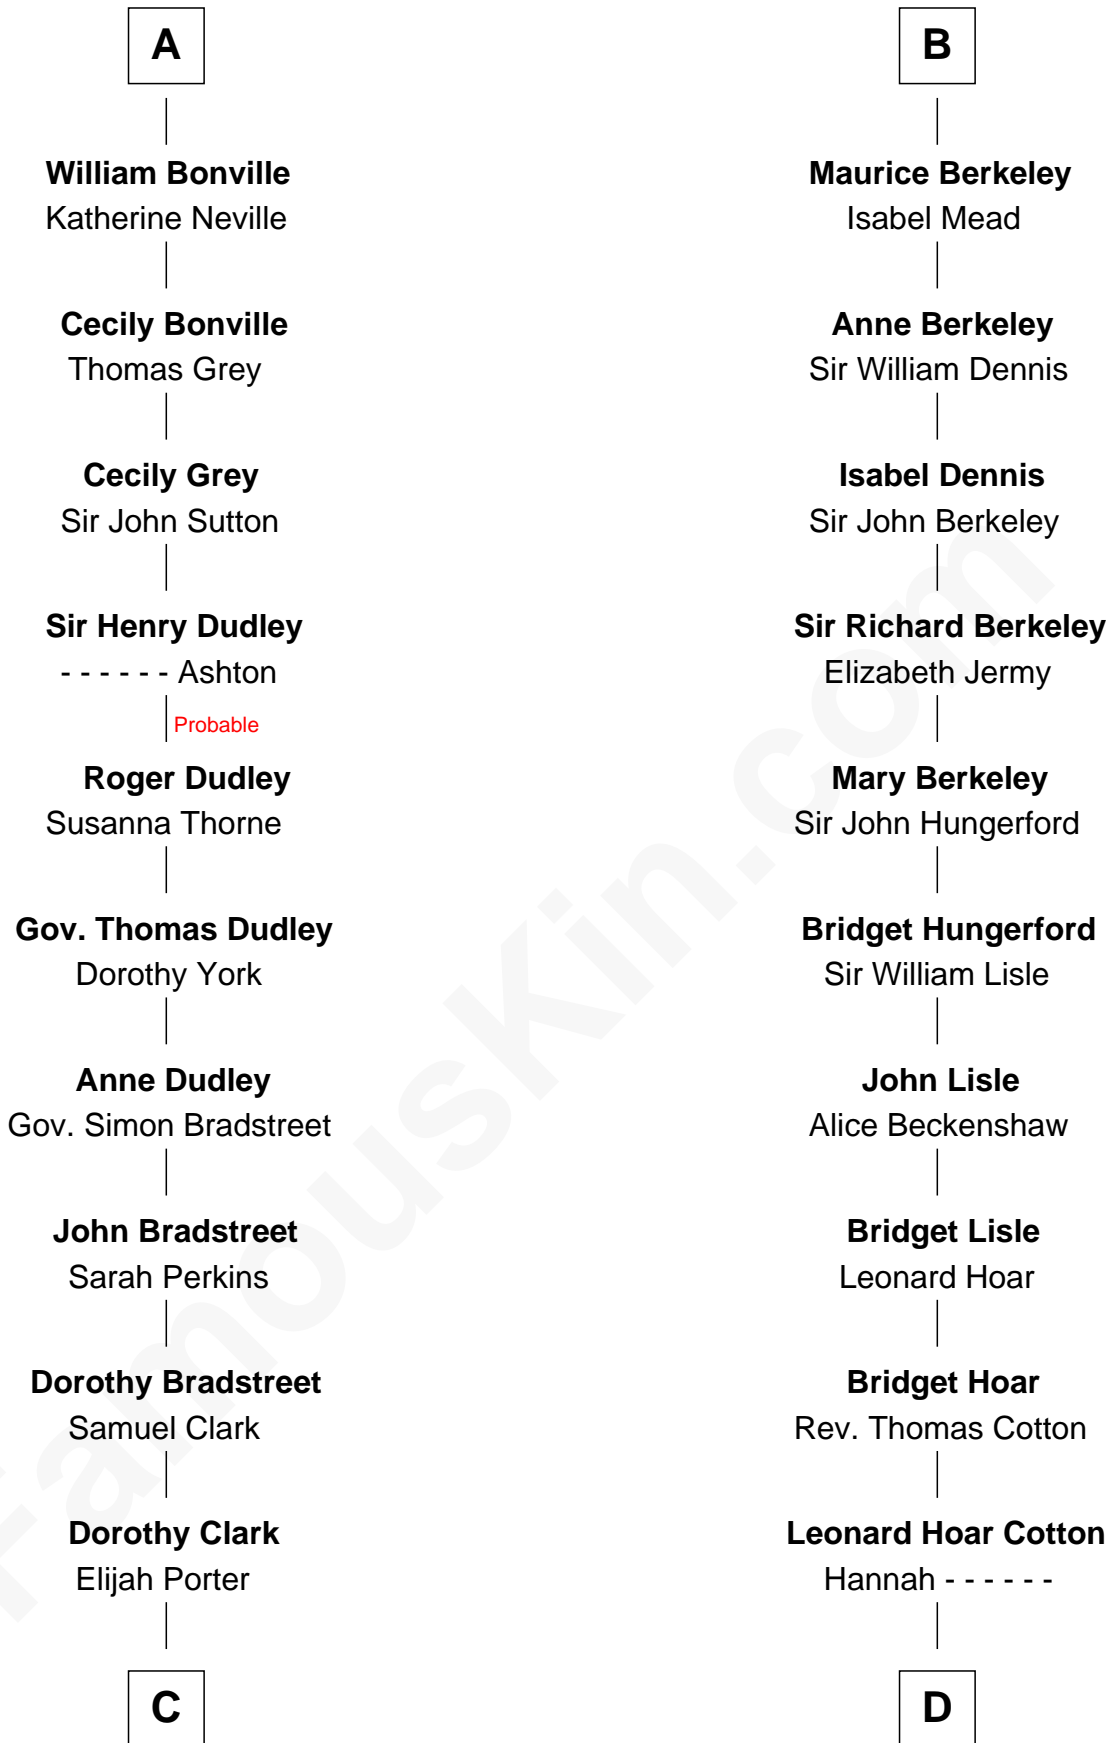 A
William Bonville
Katherine Neville
Cecily Bonville
Thomas Grey
Cecily Grey
Sir John Sutton
Sir Henry Dudley
- - - - - - Ashton
Probable
Roger Dudley
Susanna Thorne
Gov. Thomas Dudley
Dorothy York
Anne Dudley
Gov. Simon Bradstreet
John Bradstreet
Sarah Perkins
Dorothy Bradstreet
Samuel Clark
Dorothy Clark
Elijah Porter
C
B
Maurice Berkeley
Isabel Mead
Anne Berkeley
Sir William Dennis
Isabel Dennis
Sir John Berkeley
Sir Richard Berkeley
Elizabeth Jermy
Mary Berkeley
Sir John Hungerford
Bridget Hungerford
Sir William Lisle
John Lisle
Alice Beckenshaw
Bridget Lisle
Leonard Hoar
Bridget Hoar
Rev. Thomas Cotton
Leonard Hoar Cotton
Hannah - - - - - -
D
FamousKin.com